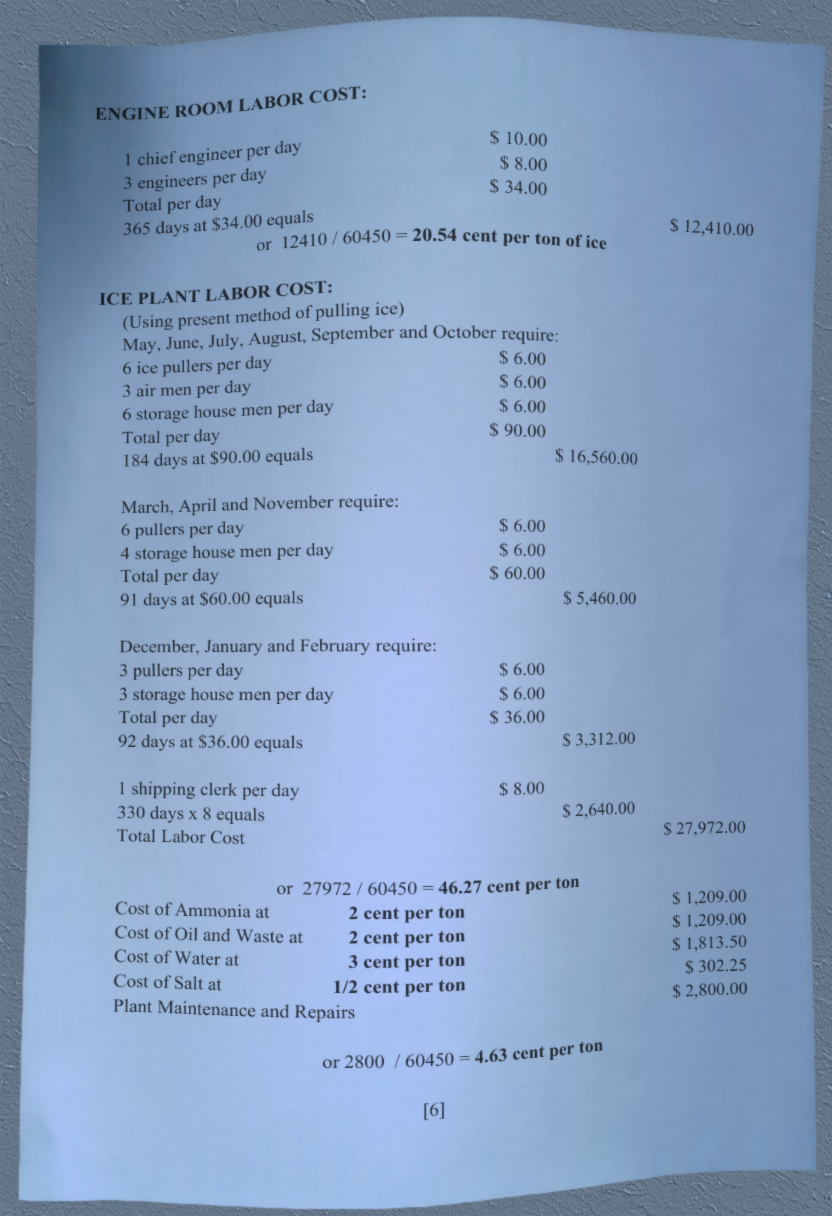 ENGINE ROOM LABOR COST:
1 chief engineer per day $ 10.00
3 engineers per day $ 8.00
Total per day $ 34.00
365 days at $34.00 equals $ 12,410.00
or 12410 / 60450 = 20.54 cent per ton of ice
ICE PLANT LABOR COST:
(Using present method of pulling ice)
May, June, July, August, September and October require:
6 ice pullers per day $ 6.00
3 air men per day $ 6.00
6 storage house men per day $ 6.00
Total per day $ 90.00
184 days at $90.00 equals $ 16,560.00
March, April and November require:
6 pullers per day $ 6.00
4 storage house men per day $ 6.00
Total per day $ 60.00
91 days at $60.00 equals $ 5,460.00
December, January and February require:
3 pullers per day $ 6.00
3 storage house men per day $ 6.00
Total per day $ 36.00
92 days at $36.00 equals $ 3,312.00
1 shipping clerk per day $ 8.00
330 days x 8 equals $ 2,640.00
Total Labor Cost $ 27,972.00
or 27972 / 60450 = 46.27 cent per ton
Cost of Ammonia at 2 cent per ton $ 1,209.00
Cost of Oil and Waste at 2 cent per ton $ 1,209.00
Cost of Water at 3 cent per ton $ 1,813.50
Cost of Salt at 1/2 cent per ton $ 302.25
Plant Maintenance and Repairs $ 2,800.00
or 2800 / 60450 = 4.63 cent per ton
[6]